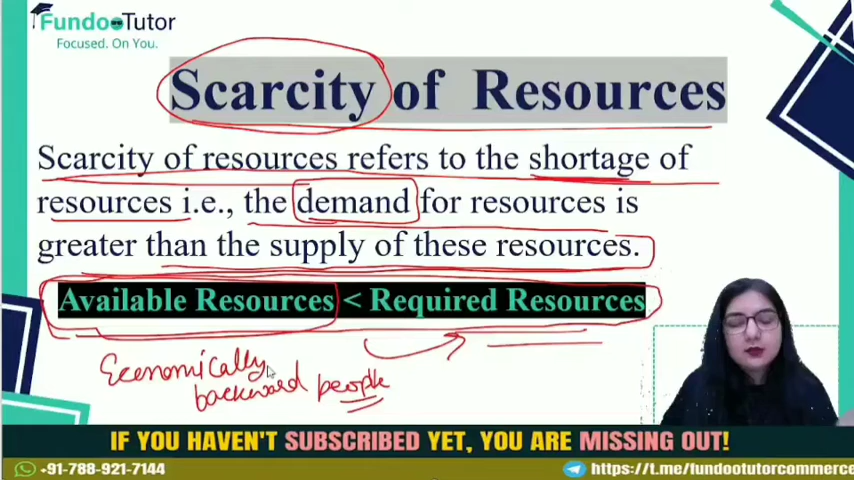 FundooTutor
Focused. On You.
Scarcity of Resources
Scarcity of resources refers to the shortage of
resources i.e., the demand for resources is
greater than the supply of these resources.
Available Resources < Required Resources
Economically
backward people
IF YOU HAVEN'T SUBSCRIBED YET, YOU ARE MISSING OUT!
+91-788-921-7144
https://t.me/fundootutorcommerce